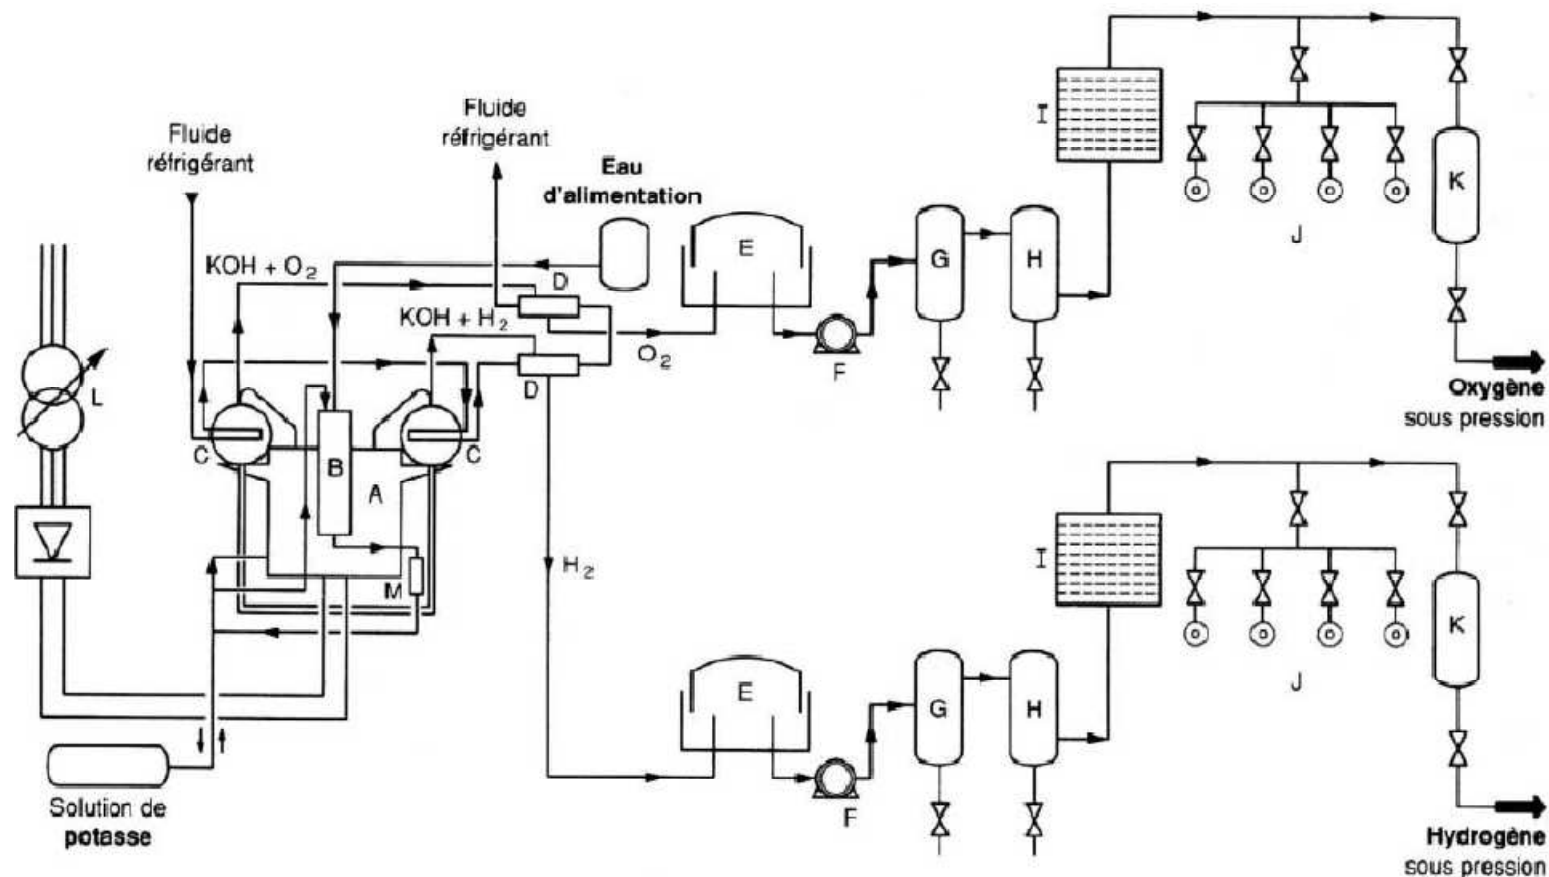 Fluide
réfrigérant
Fluide
réfrigérant
Eau
d'alimentation
KOH + O₂
D
KOH + H₂
D
O₂
E
F
G
H
I
J
K
Oxygène
sous pression
L
C
B
A
C
M
H₂
Solution de
potasse
E
F
G
H
I
J
K
Hydrogène
sous pression